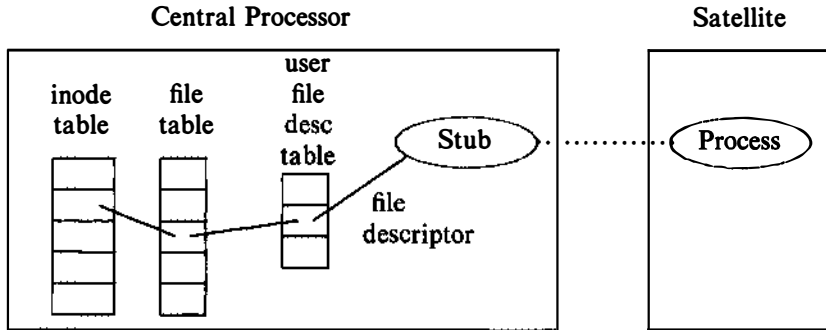 Central Processor
Satellite
inode
table
file
table
user
file
desc
table
Stub
Process
file
descriptor